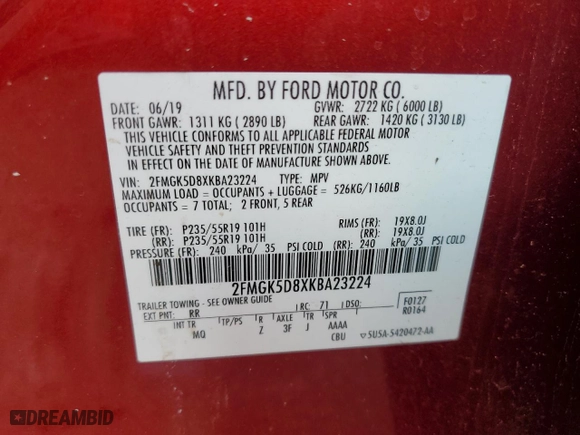 MFD. BY FORD MOTOR CO.
DATE: 06/19 GVWR: 2722 KG ( 6000 LB)
FRONT GAWR: 1311 KG ( 2890 LB) REAR GAWR: 1420 KG ( 3130 LB)
THIS VEHICLE CONFORMS TO ALL APPLICABLE FEDERAL MOTOR
VEHICLE SAFETY AND THEFT PREVENTION STANDARDS
IN EFFECT ON THE DATE OF MANUFACTURE SHOWN ABOVE.
VIN: 2FMGK5D8XKBA23224 TYPE: MPV
MAXIMUM LOAD = OCCUPANTS + LUGGAGE = 526KG/1160LB
OCCUPANTS = 7 TOTAL; 2 FRONT, 5 REAR
TIRE (FR): P235/55R19 101H RIMS (FR): 19X8.0J
(RR): P235/55R19 101H (RR): 19X8.0J
PRESSURE (FR): 240 kPa/ 35 PSI COLD (RR): 240 kPa/ 35 PSI COLD
2FMGK5D8XKBA23224
TRAILER TOWING - SEE OWNER GUIDE
EXT PNT: RR RC: 71 DSO: F0127
R0164
INT TR TP/PS R AXLE TR SPR
MQ Z 3F J AAAA
CBU 5U5A-5420472-AA
DREAMBID